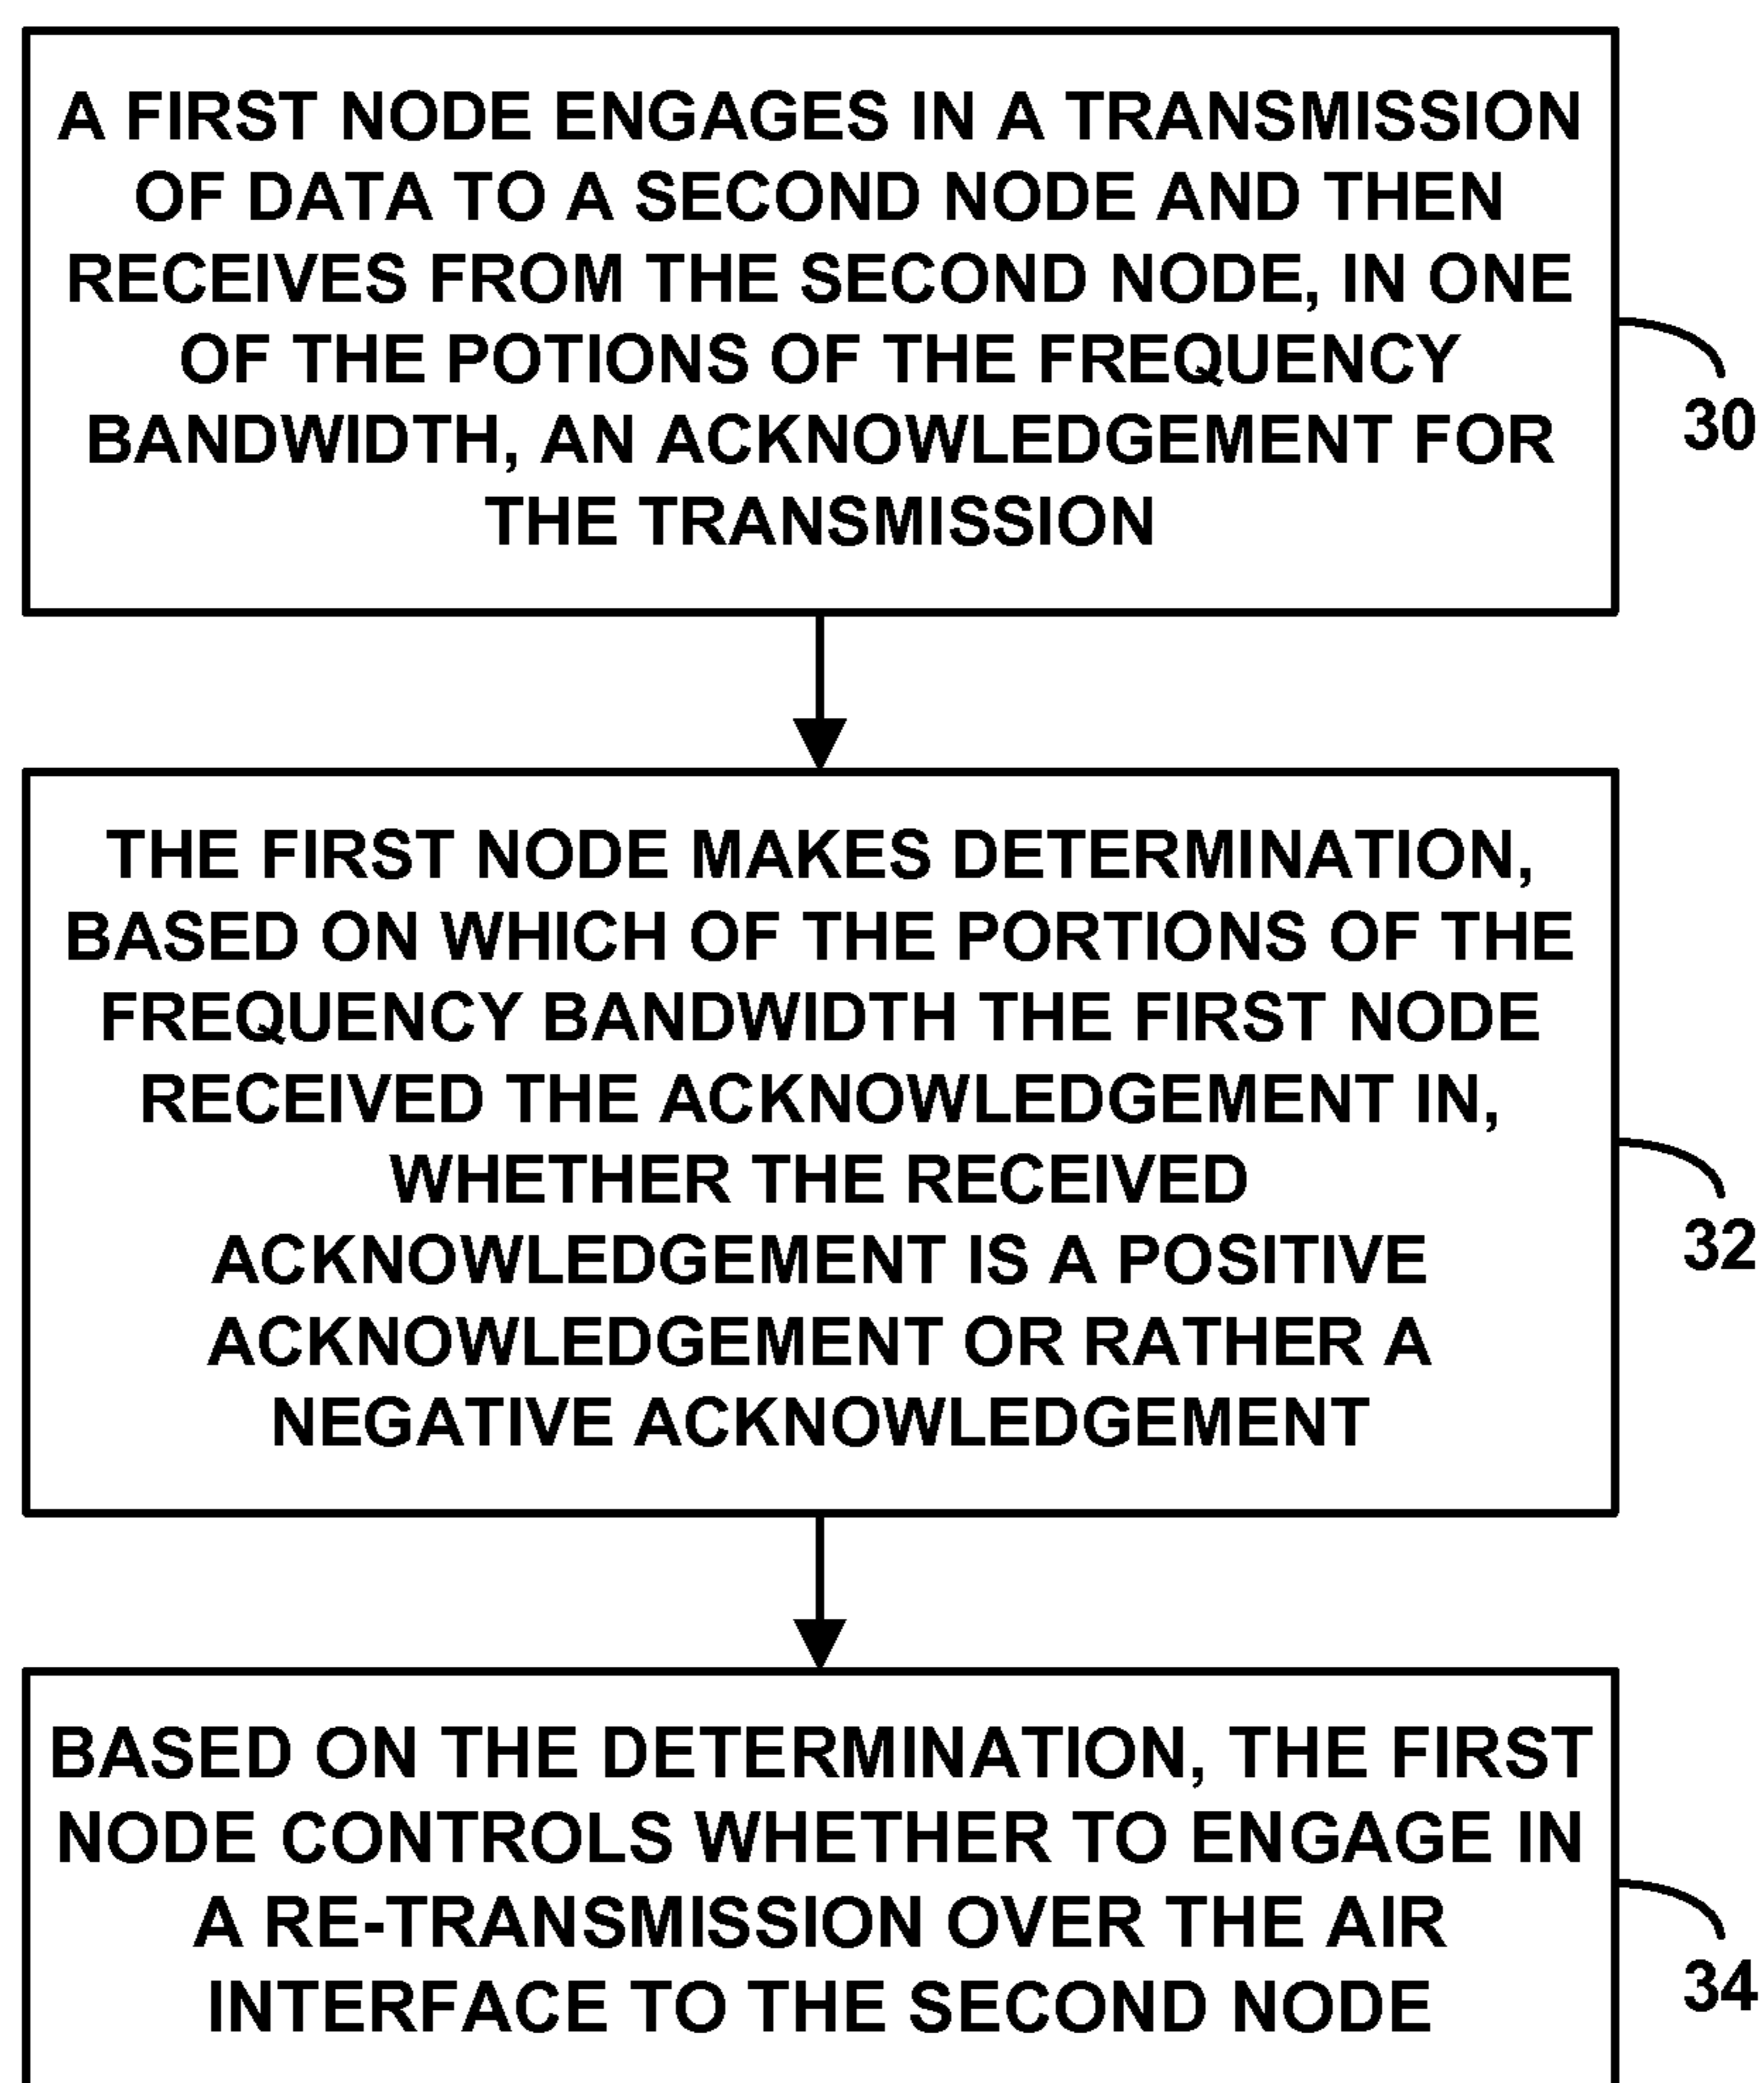 A FIRST NODE ENGAGES IN A TRANSMISSION
OF DATA TO A SECOND NODE AND THEN
RECEIVES FROM THE SECOND NODE, IN ONE
OF THE POTIONS OF THE FREQUENCY
BANDWIDTH, AN ACKNOWLEDGEMENT FOR
THE TRANSMISSION
30
THE FIRST NODE MAKES DETERMINATION,
BASED ON WHICH OF THE PORTIONS OF THE
FREQUENCY BANDWIDTH THE FIRST NODE
RECEIVED THE ACKNOWLEDGEMENT IN,
WHETHER THE RECEIVED
ACKNOWLEDGEMENT IS A POSITIVE
ACKNOWLEDGEMENT OR RATHER A
NEGATIVE ACKNOWLEDGEMENT
32
BASED ON THE DETERMINATION, THE FIRST
NODE CONTROLS WHETHER TO ENGAGE IN
A RE-TRANSMISSION OVER THE AIR
INTERFACE TO THE SECOND NODE
34